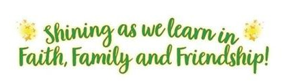 Shining as we learn in
Faith, Family and Friendship!